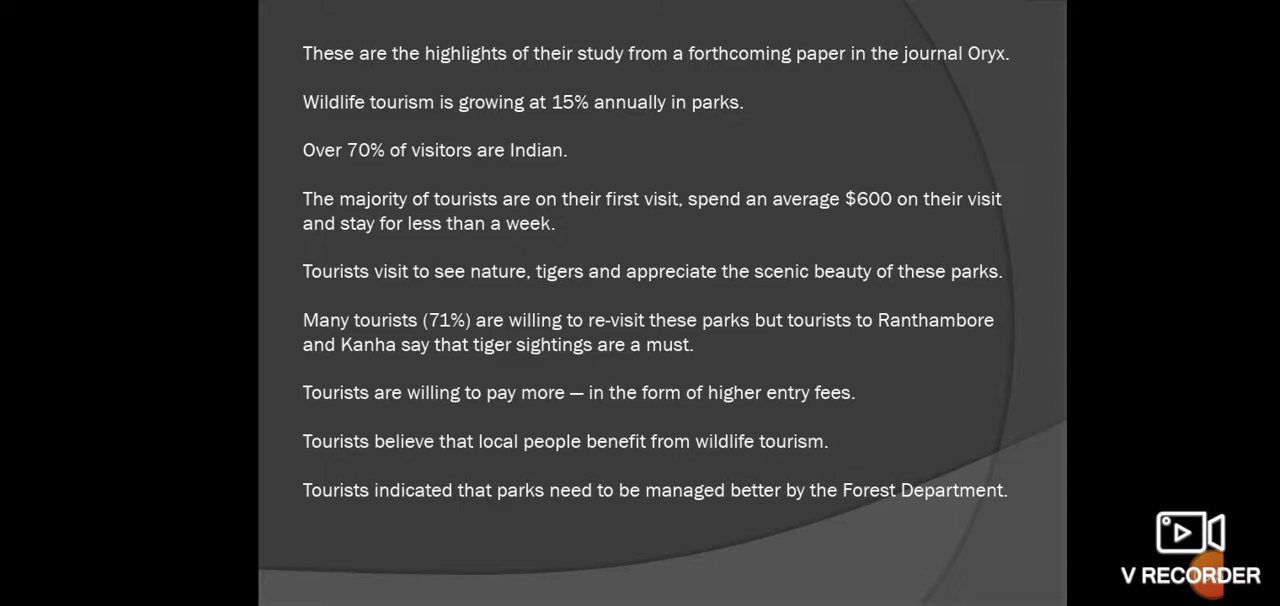 These are the highlights of their study from a forthcoming paper in the journal Oryx.
Wildlife tourism is growing at 15% annually in parks.
Over 70% of visitors are Indian.
The majority of tourists are on their first visit, spend an average $600 on their visit
and stay for less than a week.
Tourists visit to see nature, tigers and appreciate the scenic beauty of these parks.
Many tourists (71%) are willing to re-visit these parks but tourists to Ranthambore
and Kanha say that tiger sightings are a must.
Tourists are willing to pay more — in the form of higher entry fees.
Tourists believe that local people benefit from wildlife tourism.
Tourists indicated that parks need to be managed better by the Forest Department.
V RECORDER